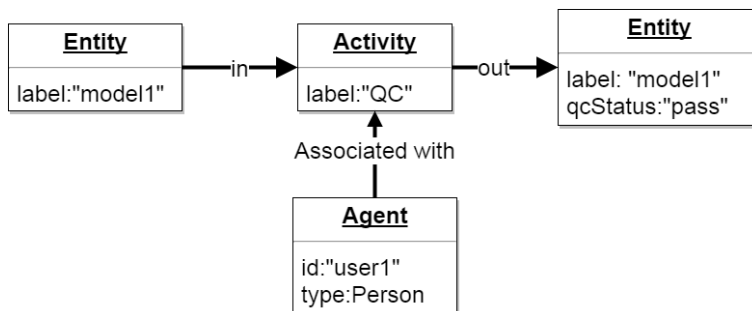 Entity
label:"model1"
in
Activity
label:"QC"
out
Entity
label: "model1"
qcStatus:"pass"
Associated with
Agent
id:"user1"
type:Person